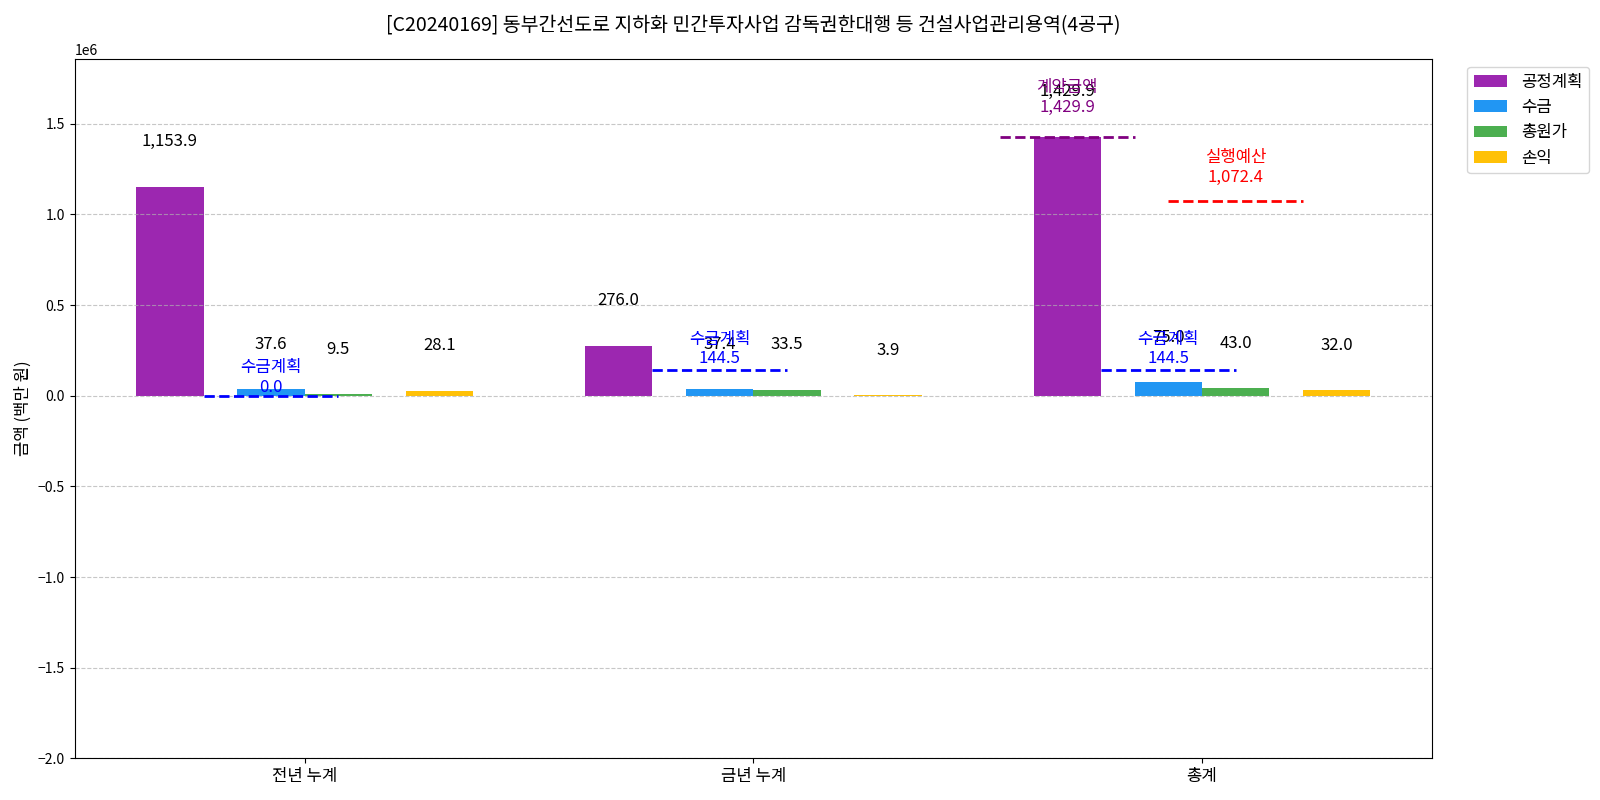 [C20240169] 동부간선도로 지하화 민간투자사업 감독권한대행 등 건설사업관리용역(4공구)
1e6
공정계획
수금
총원가
손익
계약금액
1,429.9
1,429.9
실행예산
1,072.4
1,153.9
276.0
37.6
9.5
28.1
수금계획
0.0
수금계획
37.4
144.5
33.5
3.9
수금계획
75.0
144.5
43.0
32.0
1.5
1.0
0.5
0.0
−0.5
−1.0
−1.5
−2.0
금액 (백만 원)
전년 누계
금년 누계
총계